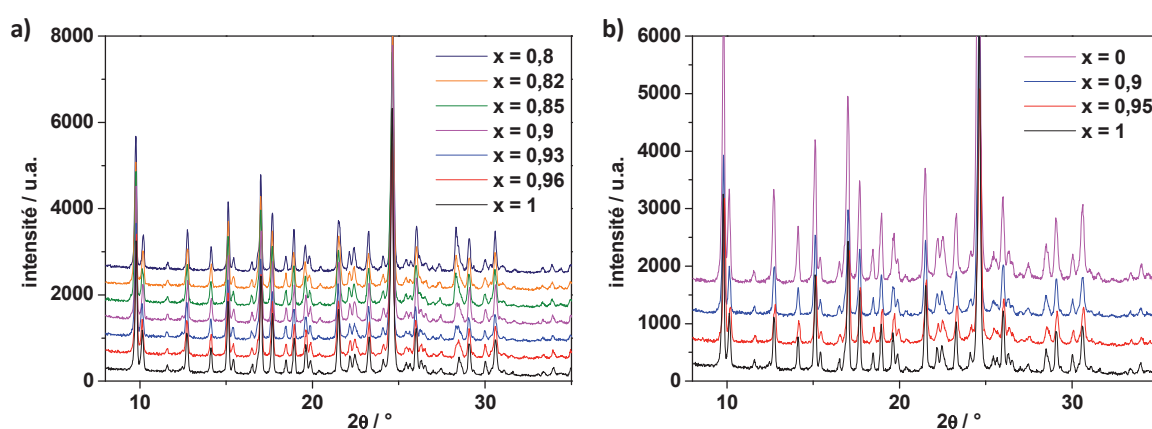 a)
8000
6000
4000
2000
0
intensité / u.a.
x = 0,8
x = 0,82
x = 0,85
x = 0,9
x = 0,93
x = 0,96
x = 1
10
20
30
2θ / °
b)
6000
5000
4000
3000
2000
1000
0
intensité / u.a.
x = 0
x = 0,9
x = 0,95
x = 1
10
20
30
2θ / °